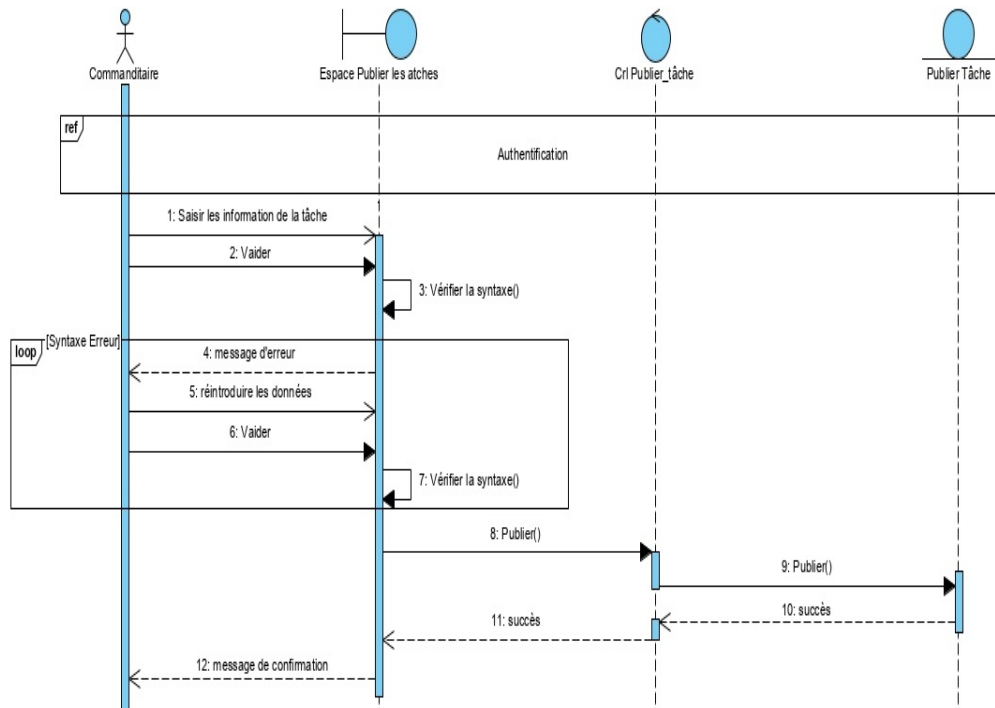 Commanditaire
Espace Publier les atches
Crl Publier_tâche
Publier Tâche
ref
Authentification
1: Saisir les information de la tâche
2: Vaider
3: Vérifier la syntaxe()
loop
[Syntaxe Erreur]
4: message d'erreur
5: réintroduire les données
6: Vaider
7: Vérifier la syntaxe()
8: Publier()
9: Publier()
10: succès
11: succès
12: message de confirmation